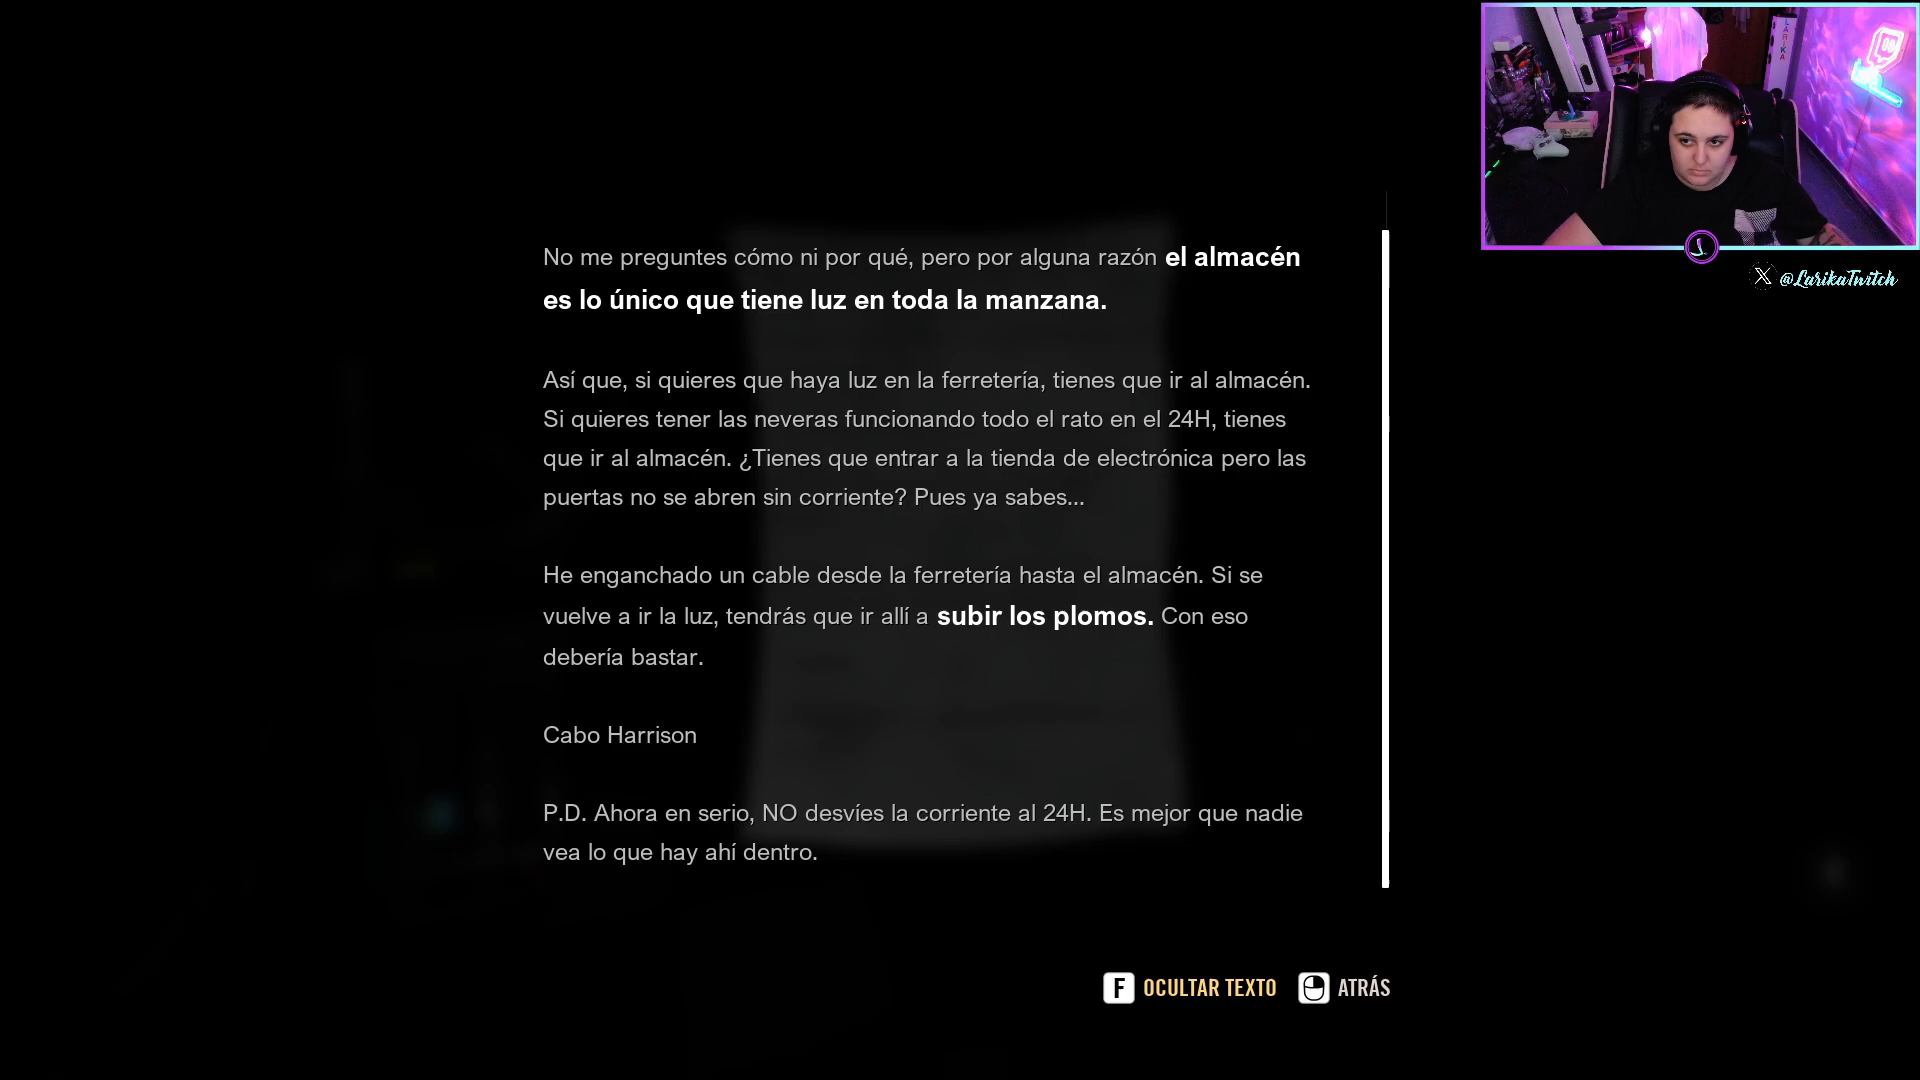 LARIKA
@LarikaTwitch
No me preguntes cómo ni por qué, pero por alguna razón el almacén
es lo único que tiene luz en toda la manzana.
Así que, si quieres que haya luz en la ferretería, tienes que ir al almacén.
Si quieres tener las neveras funcionando todo el rato en el 24H, tienes
que ir al almacén. ¿Tienes que entrar a la tienda de electrónica pero las
puertas no se abren sin corriente? Pues ya sabes...
He enganchado un cable desde la ferretería hasta el almacén. Si se
vuelve a ir la luz, tendrás que ir allí a subir los plomos. Con eso
debería bastar.
Cabo Harrison
P.D. Ahora en serio, NO desvíes la corriente al 24H. Es mejor que nadie
vea lo que hay ahí dentro.
F OCULTAR TEXTO ATRÁS